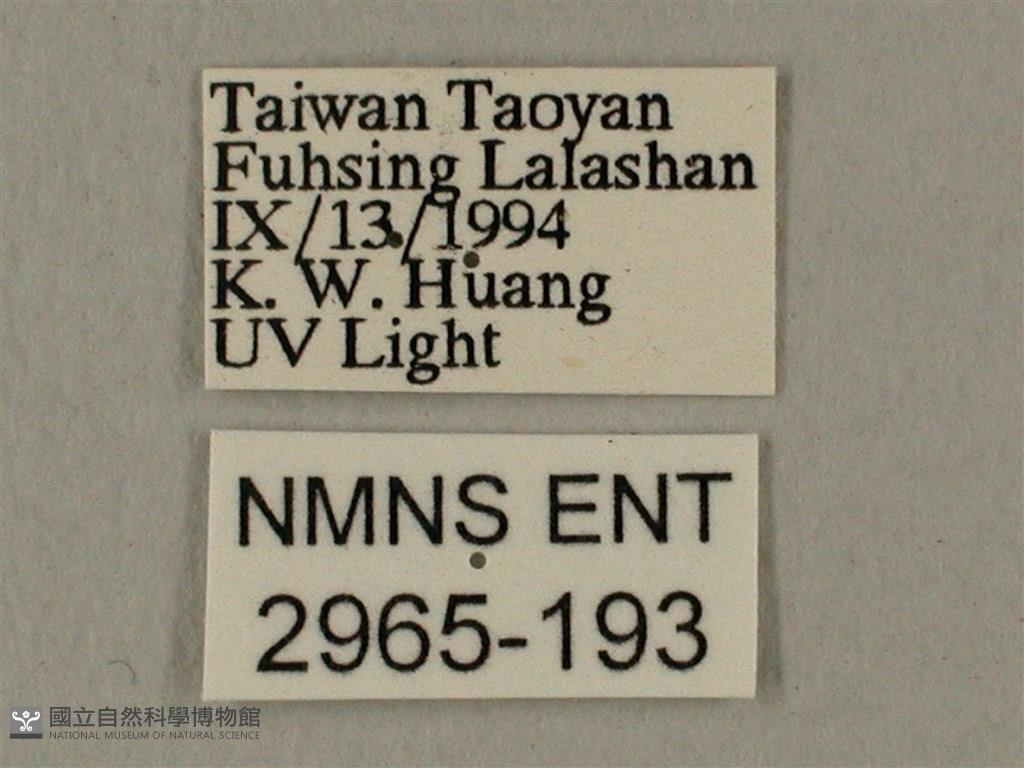 Taiwan Taoyan
Fuhsing Lalashan
IX/13/1994
K. W. Huang
UV Light
NMNS ENT
2965-193
國立自然科學博物館
NATIONAL MUSEUM OF NATURAL SCIENCE